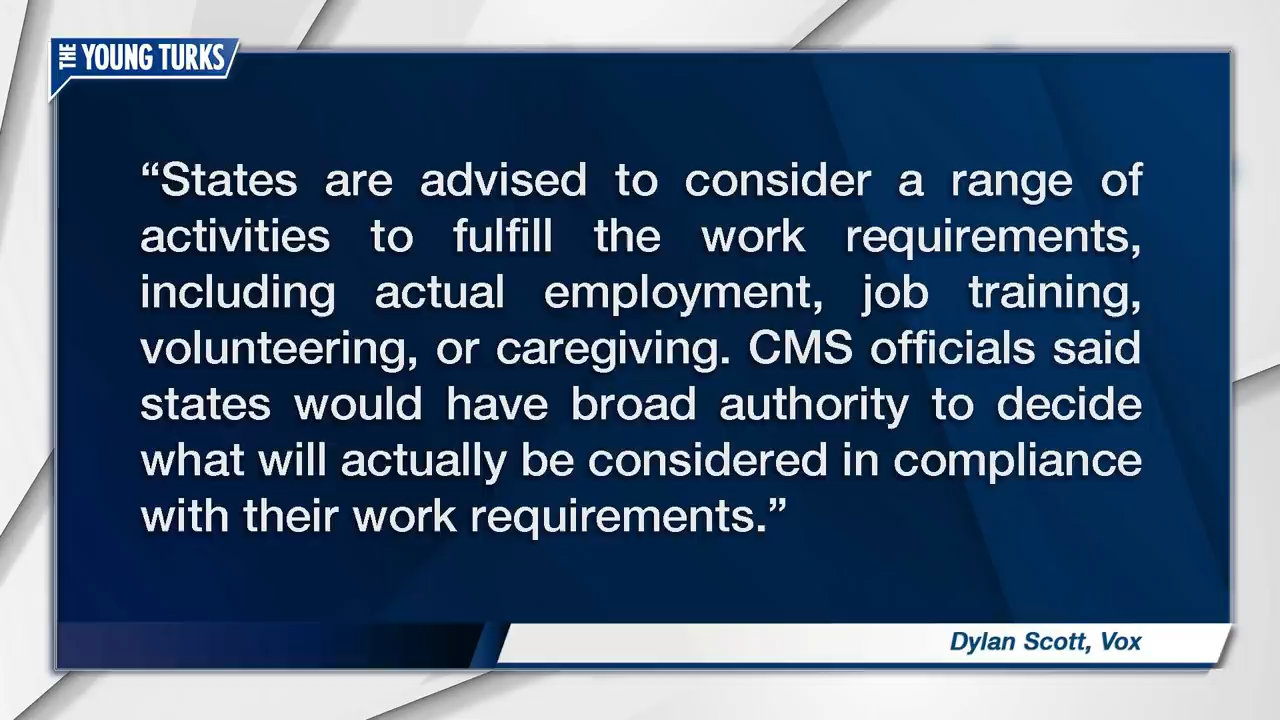 THE YOUNG TURKS
“States are advised to consider a range of
activities to fulfill the work requirements,
including actual employment, job training,
volunteering, or caregiving. CMS officials said
states would have broad authority to decide
what will actually be considered in compliance
with their work requirements.”
Dylan Scott, Vox